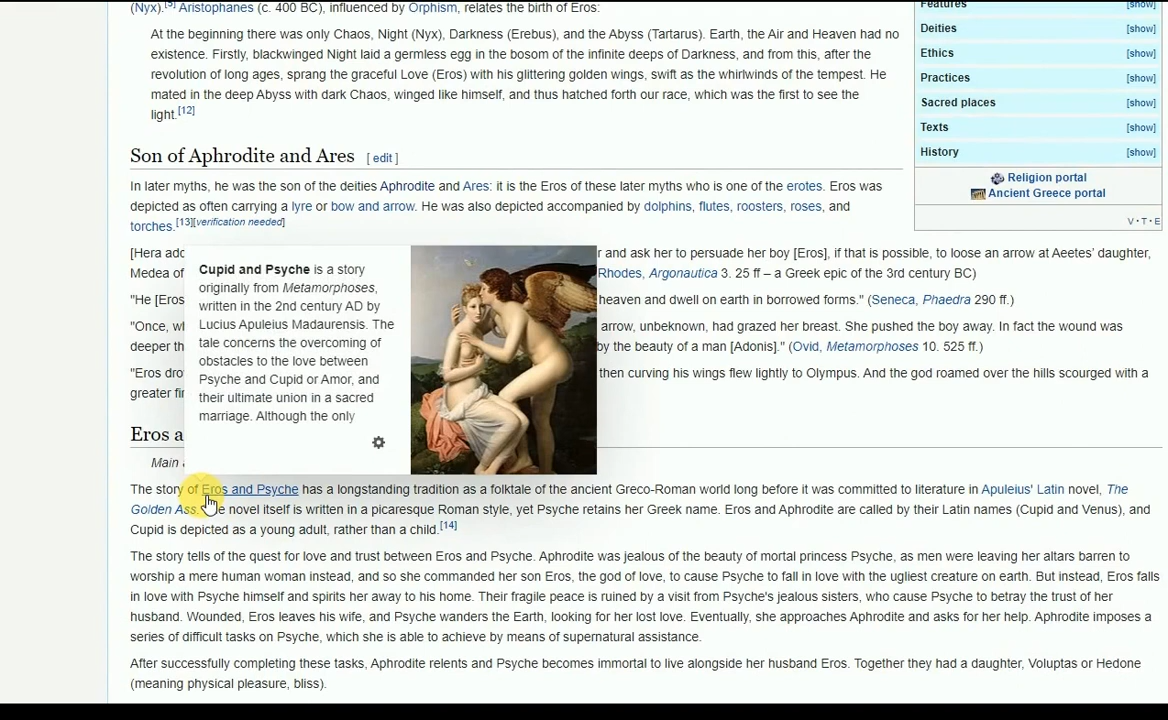 (Nyx).[5] Aristophanes (c. 400 BC), influenced by Orphism, relates the birth of Eros:
At the beginning there was only Chaos, Night (Nyx), Darkness (Erebus), and the Abyss (Tartarus). Earth, the Air and Heaven had no
existence. Firstly, blackwinged Night laid a germless egg in the bosom of the infinite deeps of Darkness, and from this, after the
revolution of long ages, sprang the graceful Love (Eros) with his glittering golden wings, swift as the whirlwinds of the tempest. He
mated in the deep Abyss with dark Chaos, winged like himself, and thus hatched forth our race, which was the first to see the
light.[12]
Features [show]
Deities [show]
Ethics [show]
Practices [show]
Sacred places [show]
Texts [show]
History [show]
Religion portal
Ancient Greece portal
V·T·E
Son of Aphrodite and Ares [ edit ]
In later myths, he was the son of the deities Aphrodite and Ares: it is the Eros of these later myths who is one of the erotes. Eros was
depicted as often carrying a lyre or bow and arrow. He was also depicted accompanied by dolphins, flutes, roosters, roses, and
torches.[13][verification needed]
[Hera ado r and ask her to persuade her boy [Eros], if that is possible, to loose an arrow at Aeetes' daughter,
Medea of Rhodes, Argonautica 3. 25 ff – a Greek epic of the 3rd century BC)
"He [Eros heaven and dwell on earth in borrowed forms." (Seneca, Phaedra 290 ff.)
"Once, wh arrow, unbeknown, had grazed her breast. She pushed the boy away. In fact the wound was
deeper th by the beauty of a man [Adonis]." (Ovid, Metamorphoses 10. 525 ff.)
"Eros dro then curving his wings flew lightly to Olympus. And the god roamed over the hills scourged with a
greater fir
Cupid and Psyche is a story
originally from Metamorphoses,
written in the 2nd century AD by
Lucius Apuleius Madaurensis. The
tale concerns the overcoming of
obstacles to the love between
Psyche and Cupid or Amor, and
their ultimate union in a sacred
marriage. Although the only
Eros a
Main
The story of Eros and Psyche has a longstanding tradition as a folktale of the ancient Greco-Roman world long before it was committed to literature in Apuleius' Latin novel, The
Golden Ass. e novel itself is written in a picaresque Roman style, yet Psyche retains her Greek name. Eros and Aphrodite are called by their Latin names (Cupid and Venus), and
Cupid is depicted as a young adult, rather than a child.[14]
The story tells of the quest for love and trust between Eros and Psyche. Aphrodite was jealous of the beauty of mortal princess Psyche, as men were leaving her altars barren to
worship a mere human woman instead, and so she commanded her son Eros, the god of love, to cause Psyche to fall in love with the ugliest creature on earth. But instead, Eros falls
in love with Psyche himself and spirits her away to his home. Their fragile peace is ruined by a visit from Psyche's jealous sisters, who cause Psyche to betray the trust of her
husband. Wounded, Eros leaves his wife, and Psyche wanders the Earth, looking for her lost love. Eventually, she approaches Aphrodite and asks for her help. Aphrodite imposes a
series of difficult tasks on Psyche, which she is able to achieve by means of supernatural assistance.
After successfully completing these tasks, Aphrodite relents and Psyche becomes immortal to live alongside her husband Eros. Together they had a daughter, Voluptas or Hedone
(meaning physical pleasure, bliss).